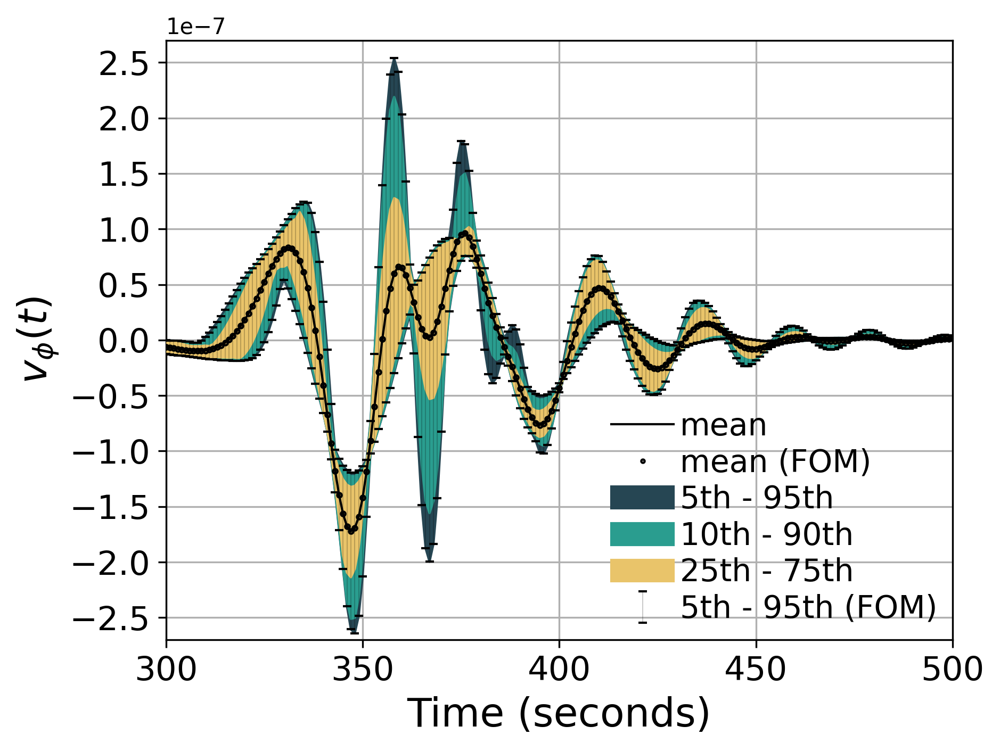 1e−7
2.5
2.0
1.5
1.0
0.5
0.0
−0.5
−1.0
−1.5
−2.0
−2.5
v_ϕ(t)
mean
mean (FOM)
5th - 95th
10th - 90th
25th - 75th
5th - 95th (FOM)
300 350 400 450 500
Time (seconds)